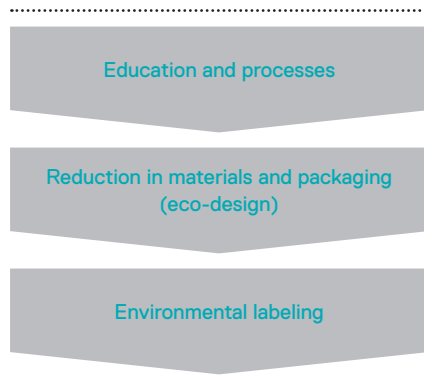 Education and processes
Reduction in materials and packaging
(eco-design)
Environmental labeling